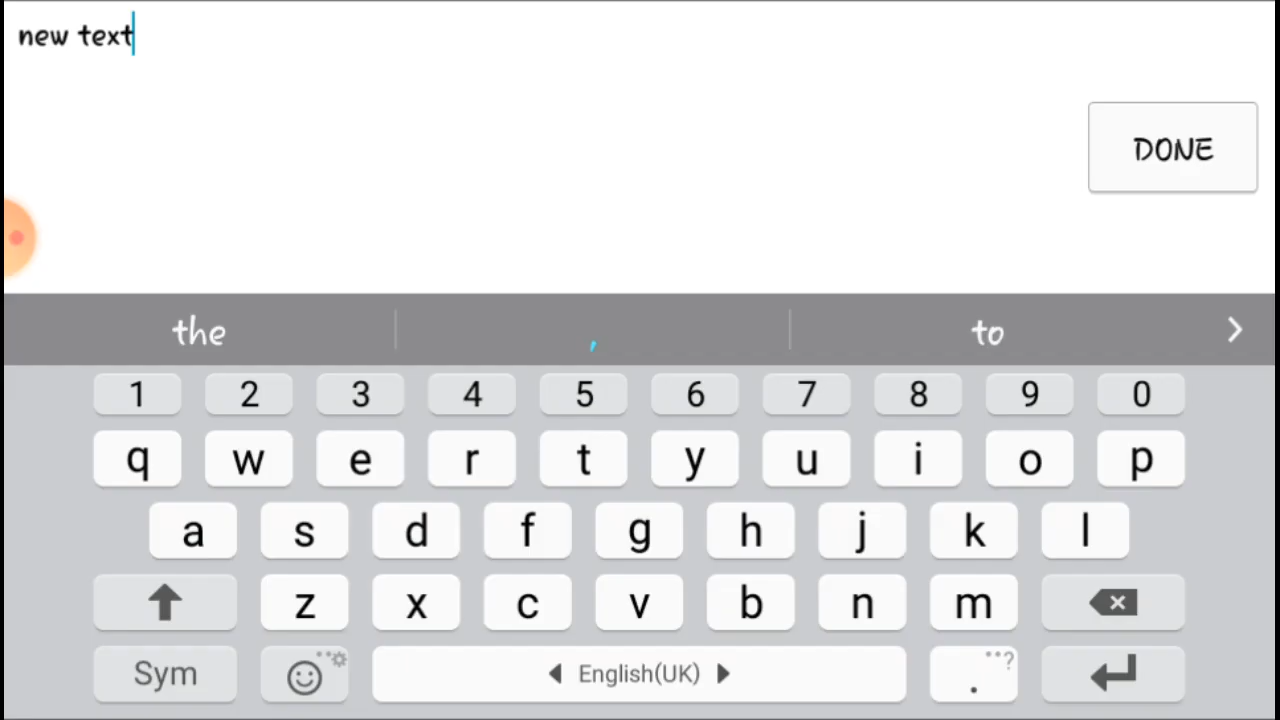 new text
DONE
the , to
1 2 3 4 5 6 7 8 9 0
q w e r t y u i o p
a s d f g h j k l
z x c v b n m
Sym English(UK) . ?